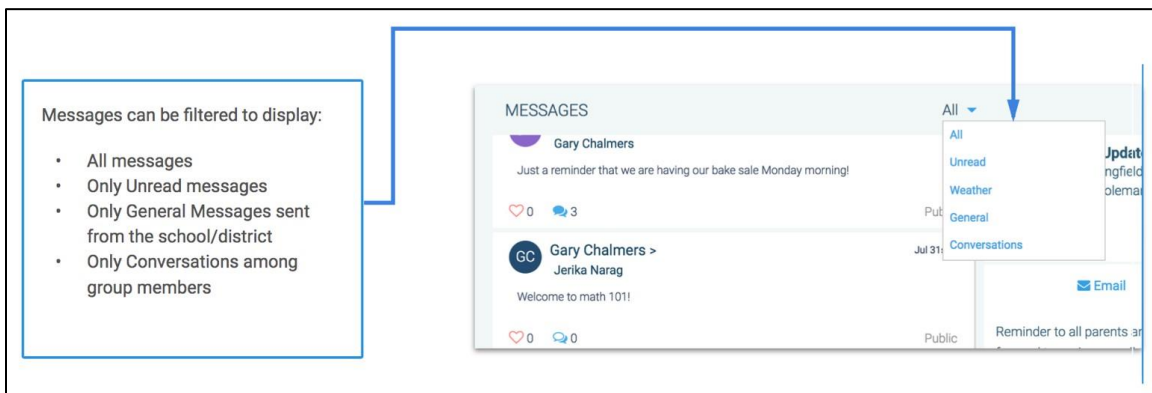 Messages can be filtered to display:
• All messages
• Only Unread messages
• Only General Messages sent
from the school/district
• Only Conversations among
group members
MESSAGES
All
Gary Chalmers
Just a reminder that we are having our bake sale Monday morning!
0 3
GC
Gary Chalmers >
Jul 31
Jerika Narag
Welcome to math 101!
0 0
Public
All
Unread
Weather
General
Conversations
Email
Reminder to all parents